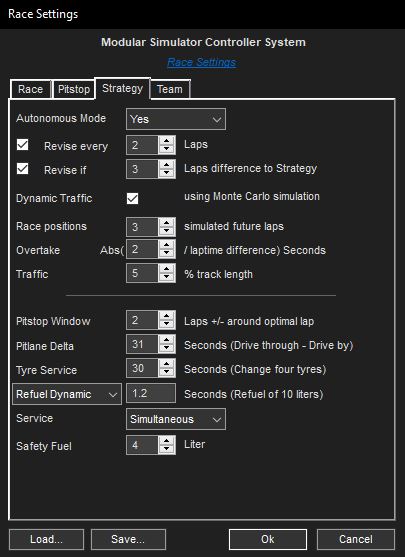 Race Settings
Modular Simulator Controller System
Race Settings
Race Pitstop Strategy Team
Autonomous Mode Yes
Revise every 2 Laps
Revise if 3 Laps difference to Strategy
Dynamic Traffic using Monte Carlo simulation
Race positions 3 simulated future laps
Overtake Abs( 2 / laptime difference) Seconds
Traffic 5 % track length
Pitstop Window 2 Laps +/- around optimal lap
Pitlane Delta 31 Seconds (Drive through - Drive by)
Tyre Service 30 Seconds (Change four tyres)
Refuel Dynamic 1.2 Seconds (Refuel of 10 liters)
Service Simultaneous
Safety Fuel 4 Liter
Load... Save... Ok Cancel